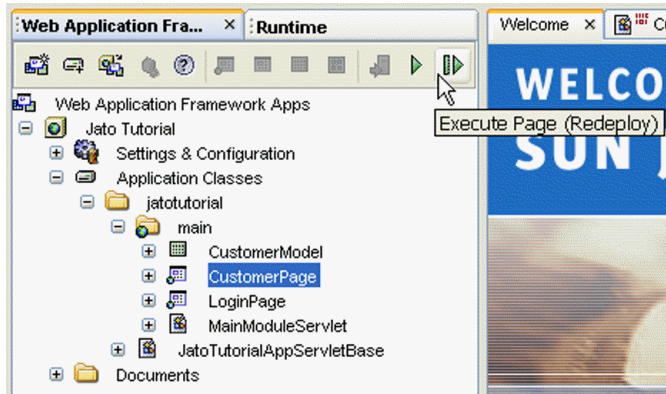 Web Application Fra... ×
Runtime
Welcome ×
WELCO
Execute Page (Redeploy)
SUN
Web Application Framework Apps
Jato Tutorial
Settings & Configuration
Application Classes
jatotutorial
main
CustomerModel
CustomerPage
LoginPage
MainModuleServlet
JatoTutorialAppServletBase
Documents